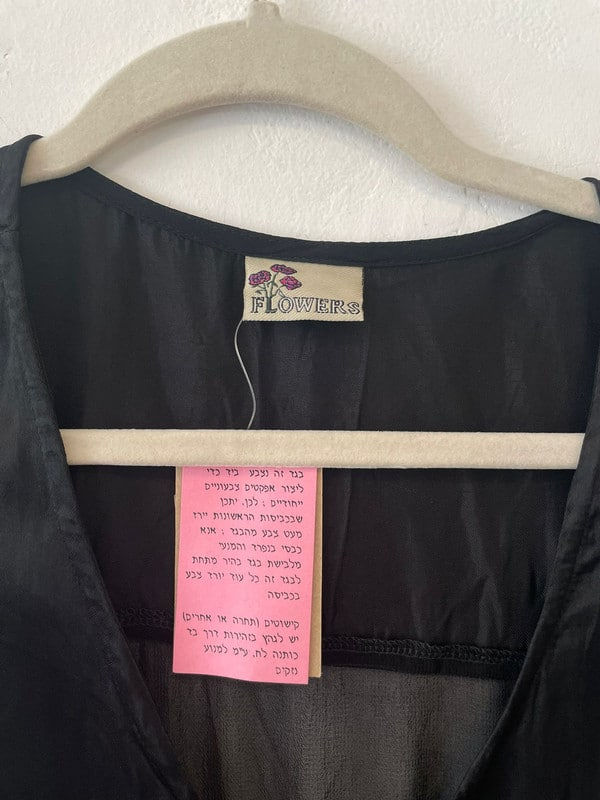 FLOWERS
בגד זה נצבע ביד כדי
ליצור אפקטים צבעוניים
ייחודיים ; לכן, יתכן
שבכביסות הראשונות ירד
מעט צבע מהבגד ; אנא
כבסי בנפרד והמנעי
מלבישת בגד בהיר מתחת
לבגד זה כל עוד יורד צבע
בכביסה
קישוטים (תחרה או אחרים)
יש לגהץ בזהירות דרך בד
כותנה לח, ע"מ למנוע
נזקים